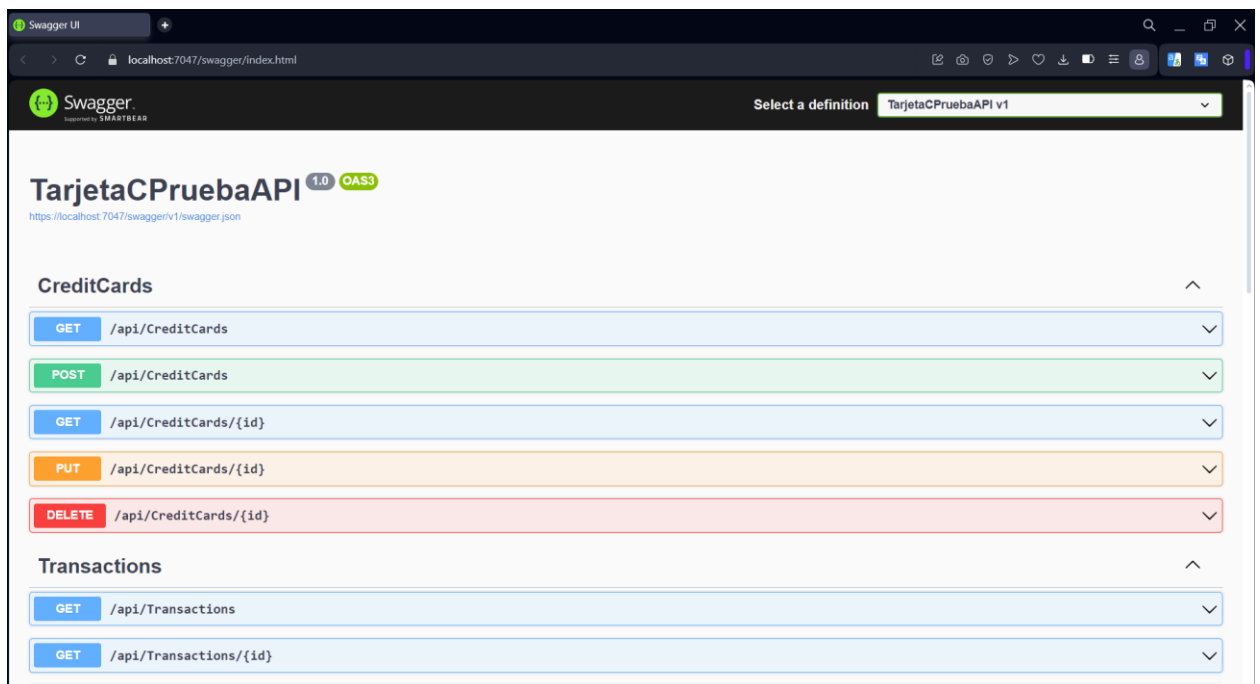 Swagger UI
localhost:7047/swagger/index.html
Swagger.
Supported by SMARTBEAR
Select a definition
TarjetaCPruebaAPI v1
TarjetaCPruebaAPI 1.0 OAS3
https://localhost:7047/swagger/v1/swagger.json
CreditCards
GET /api/CreditCards
POST /api/CreditCards
GET /api/CreditCards/{id}
PUT /api/CreditCards/{id}
DELETE /api/CreditCards/{id}
Transactions
GET /api/Transactions
GET /api/Transactions/{id}